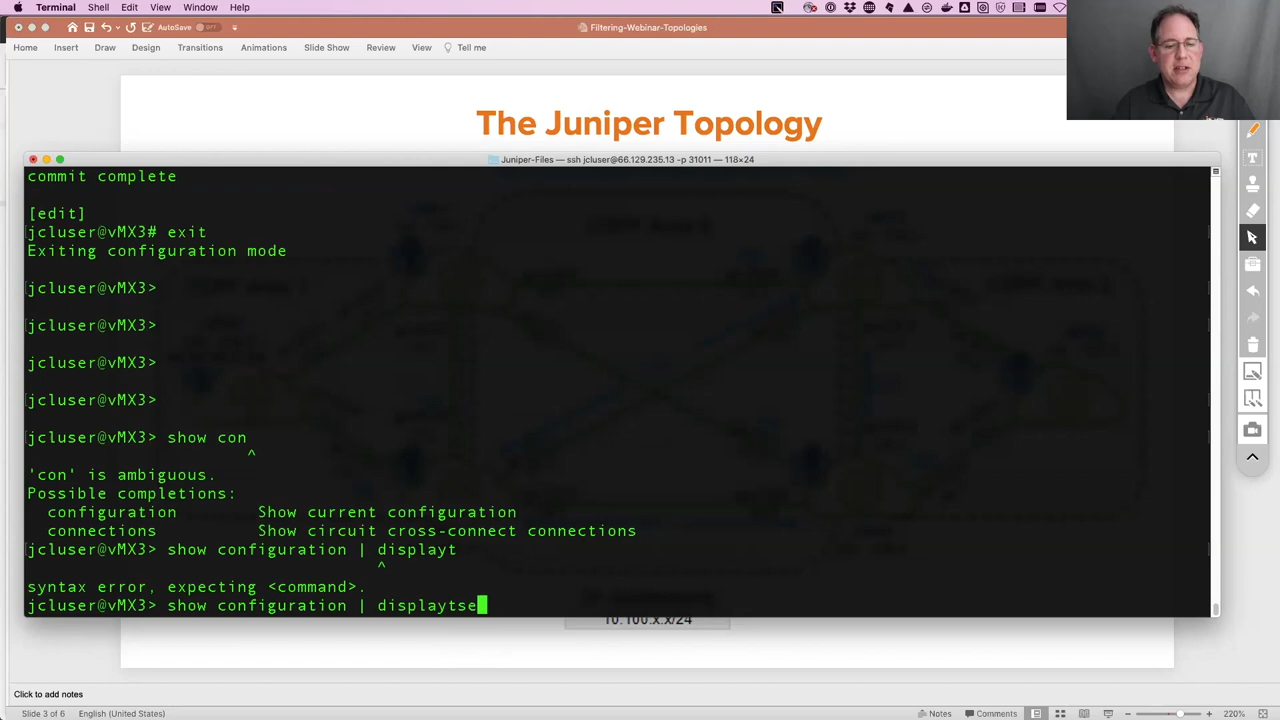 Terminal Shell Edit View Window Help
AutoSave OFF
Filtering-Webinar-Topologies
Home Insert Draw Design Transitions Animations Slide Show Review View Tell me
The Juniper Topology
Juniper-Files — ssh jcluser@66.129.235.13 -p 31011 — 118×24
commit complete
[edit]
jcluser@vMX3# exit
Exiting configuration mode
jcluser@vMX3>
jcluser@vMX3>
jcluser@vMX3>
jcluser@vMX3>
jcluser@vMX3> show con
^
'con' is ambiguous.
Possible completions:
configuration Show current configuration
connections Show circuit cross-connect connections
jcluser@vMX3> show configuration | displayt
^
syntax error, expecting <command>.
jcluser@vMX3> show configuration | displaytse
10.100.x.x/24
Click to add notes
Slide 3 of 6 English (United States) Notes Comments 220%